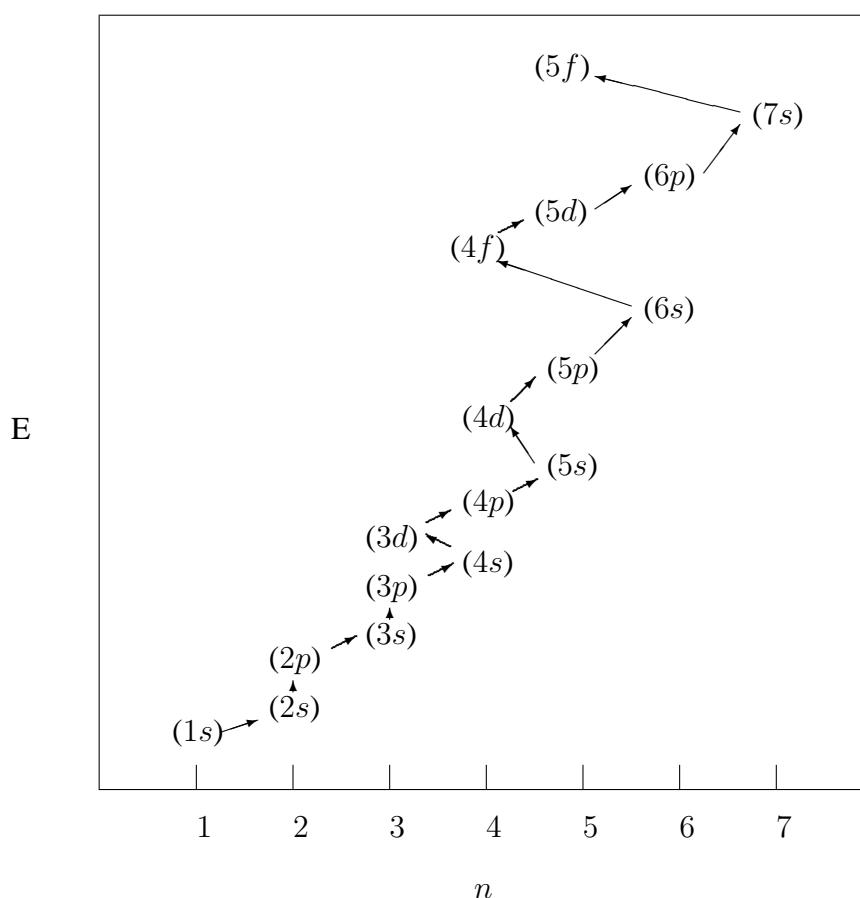 (5f)
(7s)
(6p)
(5d)
(4f)
(6s)
(5p)
(4d)
E
(5s)
(4p)
(3d)
(4s)
(3p)
(3s)
(2p)
(2s)
(1s)
1 2 3 4 5 6 7
n